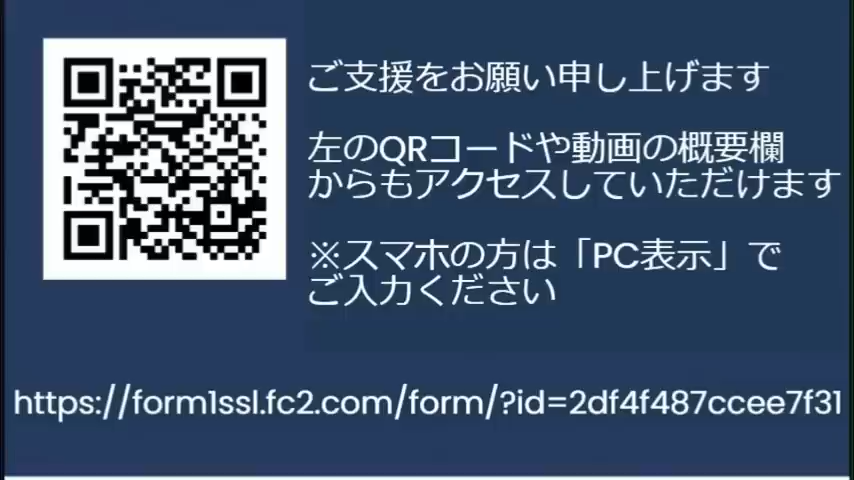 ご支援をお願い申し上げます
左のQRコードや動画の概要欄
からもアクセスしていただけます
※スマホの方は「PC表示」で
ご入力ください
https://form1ssl.fc2.com/form/?id=2df4f487ccee7f31